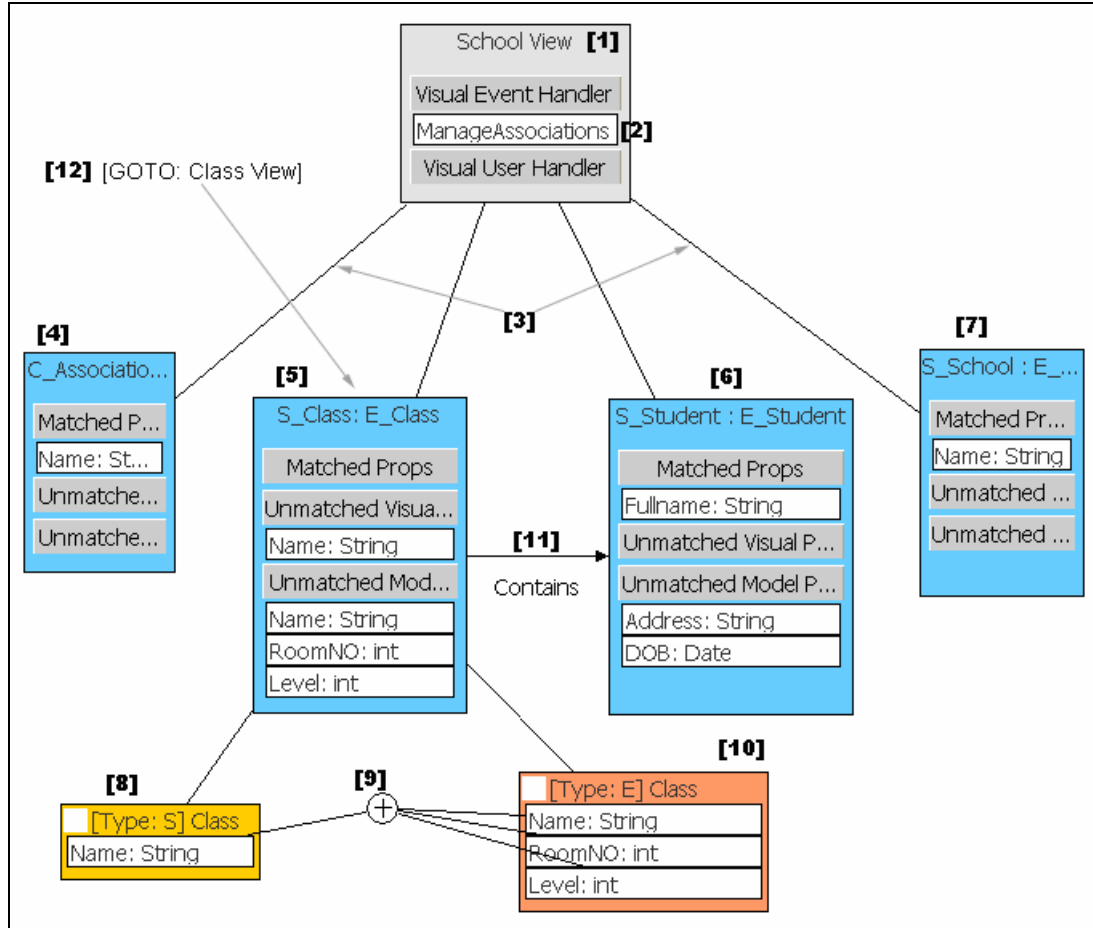 School View [1]
Visual Event Handler
ManageAssociations [2]
Visual User Handler
[12] [GOTO: Class View]
[3]
[4]
C_Associatio...
Matched P...
Name: St...
Unmatche...
Unmatche...
[5]
S_Class: E_Class
Matched Props
Unmatched Visua...
Name: String
Unmatched Mod...
Name: String
RoomNO: int
Level: int
[11]
Contains
[6]
S_Student : E_Student
Matched Props
Fullname: String
Unmatched Visual P...
Unmatched Model P...
Address: String
DOB: Date
[7]
S_School : E_...
Matched Pr...
Name: String
Unmatched ...
Unmatched ...
[8]
[Type: S] Class
Name: String
[9]
[10]
[Type: E] Class
Name: String
RoomNO: int
Level: int